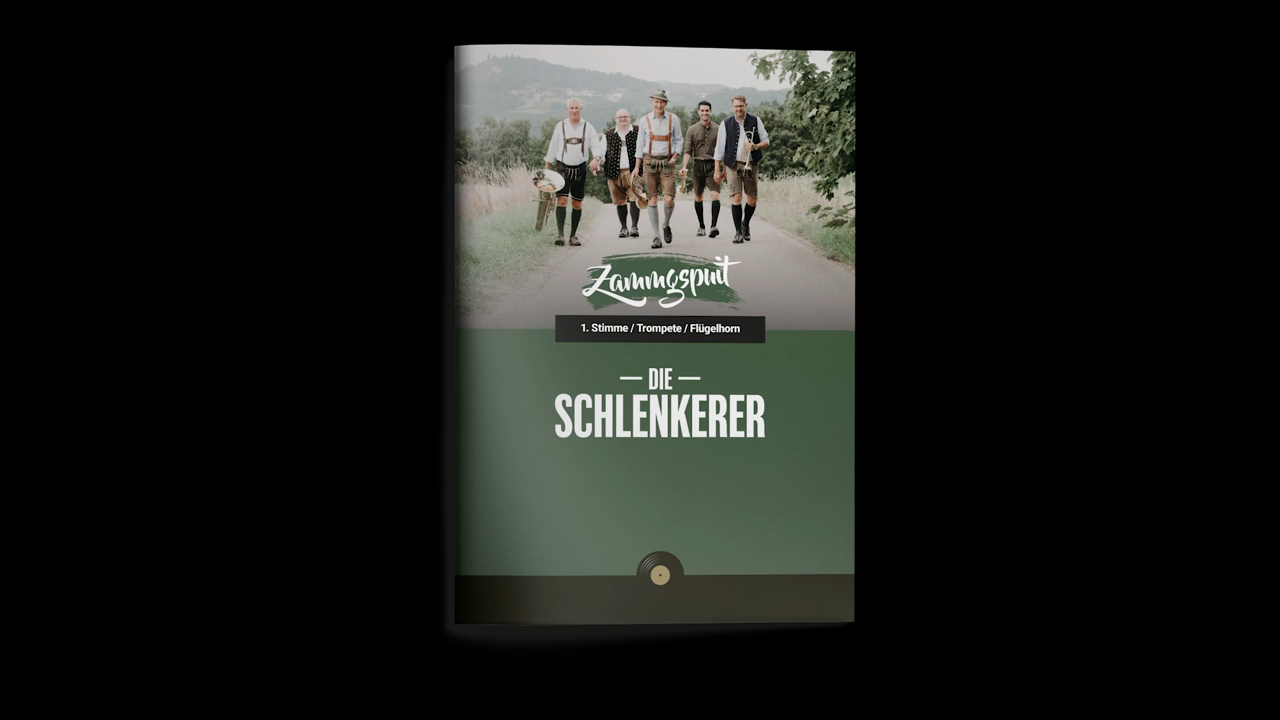 Zammgspuit
1. Stimme / Trompete / Flügelhorn
DIE
SCHLENKERER